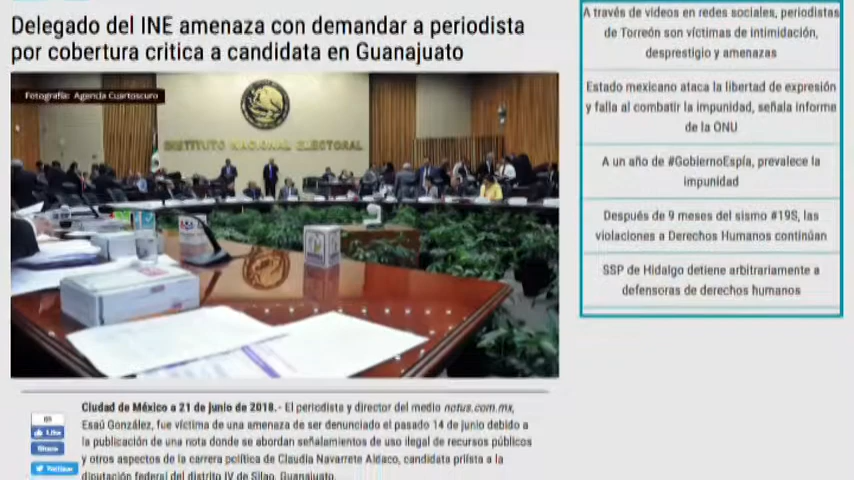 Delegado del INE amenaza con demandar a periodista
por cobertura critica a candidata en Guanajuato
Fotografía: Agencia Cuartoscuro
INSTITUTO NACIONAL ELECTORAL
Ciudad de México a 21 de junio de 2018.- El periodista y director del medio notus.com.mx,
Esaú González, fue víctima de una amenaza de ser denunciado el pasado 14 de junio debido a
la publicación de una nota donde se abordan señalamientos de uso ilegal de recursos públicos
y otros aspectos de la carrera política de Claudia Navarrete Aldaco, candidata priista a la
diputación federal del distrito IV de Silao, Guanajuato.
Like
Share
Twittear
A través de videos en redes sociales, periodistas
de Torreón son víctimas de intimidación,
desprestigio y amenazas
Estado mexicano ataca la libertad de expresión
y falla al combatir la impunidad, señala informe
de la ONU
A un año de #GobiernoEspía, prevalece la
impunidad
Después de 9 meses del sismo #19S, las
violaciones a Derechos Humanos continúan
SSP de Hidalgo detiene arbitrariamente a
defensoras de derechos humanos